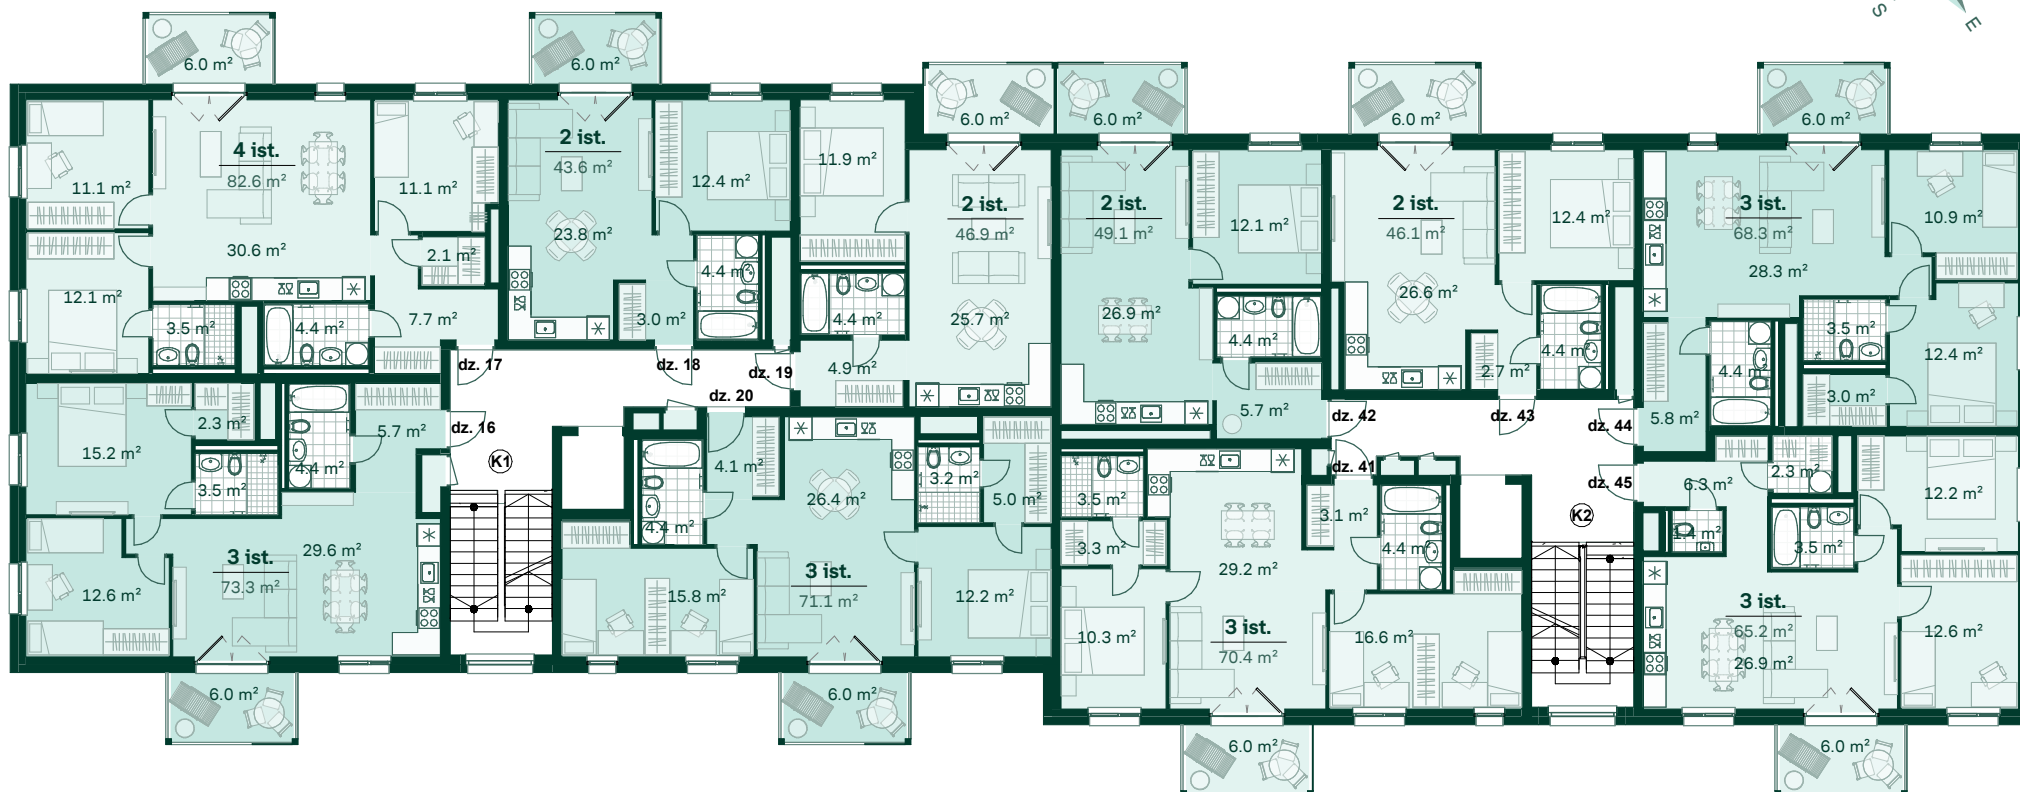 S
E
6.0 m²
6.0 m²
6.0 m²
6.0 m²
6.0 m²
6.0 m²
11.1 m²
4 ist.
82.6 m²
30.6 m²
11.1 m²
2.1 m²
12.1 m²
3.5 m²
4.4 m²
7.7 m²
dz. 17
2 ist.
43.6 m²
23.8 m²
12.4 m²
4.4 m²
3.0 m²
dz. 18
11.9 m²
2 ist.
46.9 m²
25.7 m²
4.4 m²
4.9 m²
dz. 19
dz. 20
2 ist.
49.1 m²
26.9 m²
12.1 m²
4.4 m²
5.7 m²
dz. 42
2 ist.
46.1 m²
26.6 m²
12.4 m²
4.4 m²
2.7 m²
dz. 43
3 ist.
68.3 m²
28.3 m²
10.9 m²
3.5 m²
12.4 m²
4.4 m²
3.0 m²
5.8 m²
dz. 44
15.2 m²
2.3 m²
3.5 m²
4.4 m²
5.7 m²
dz. 16
K1
12.6 m²
3 ist.
73.3 m²
29.6 m²
4.1 m²
4.4 m²
26.4 m²
3.2 m²
5.0 m²
15.8 m²
3 ist.
71.1 m²
12.2 m²
dz. 41
3.5 m²
3.3 m²
29.2 m²
3.1 m²
4.4 m²
10.3 m²
3 ist.
70.4 m²
16.6 m²
K2
dz. 45
6.3 m²
2.3 m²
1.4 m²
3.5 m²
12.2 m²
3 ist.
65.2 m²
26.9 m²
12.6 m²
6.0 m²
6.0 m²
6.0 m²
6.0 m²